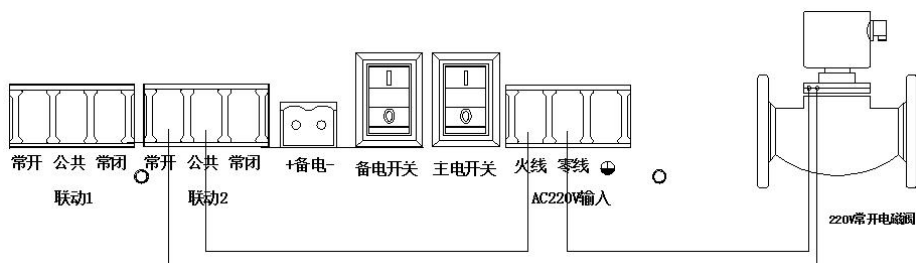 常开 公共 常闭 常开 公共 常闭 +备电- 备电开关 主电开关 火线 零线
联动1 联动2 AC220V输入
220V常开电磁阀